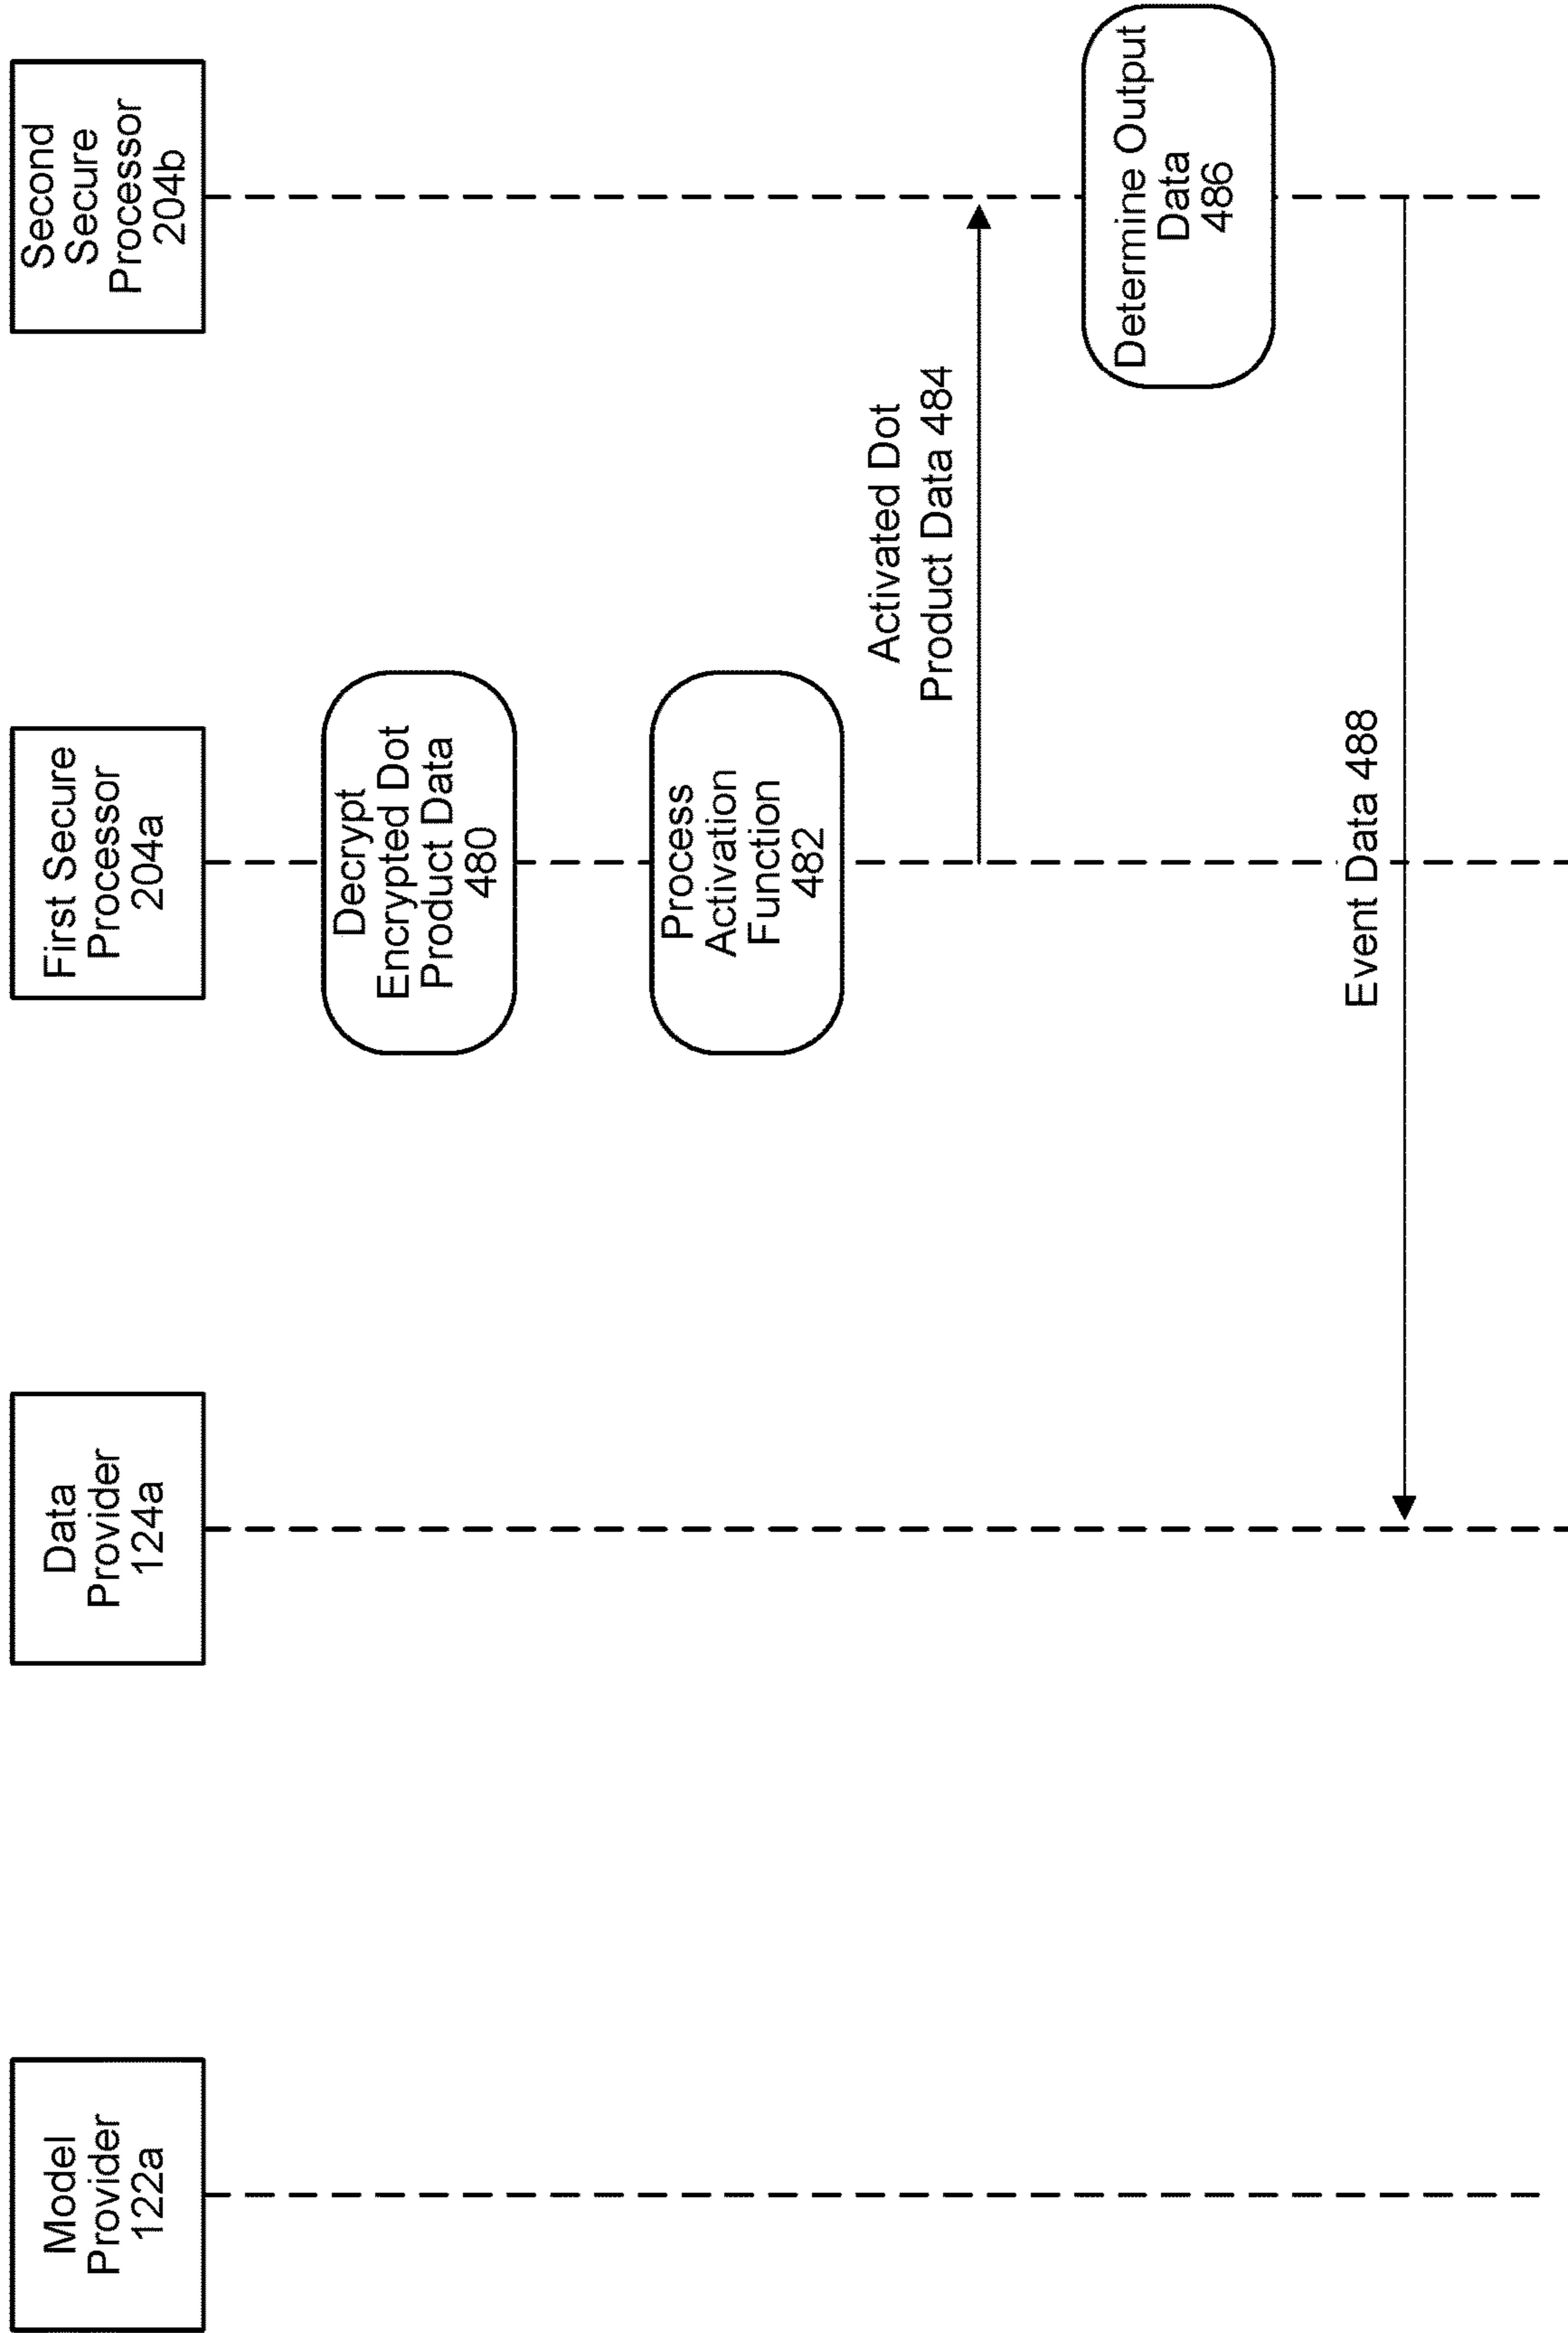 Model
Provider
122a
Data
Provider
124a
First Secure
Processor
204a
Second
Secure
Processor
204b
Decrypt
Encrypted Dot
Product Data
480
Process
Activation
Function
482
Activated Dot
Product Data 484
Determine Output
Data
486
Event Data 488